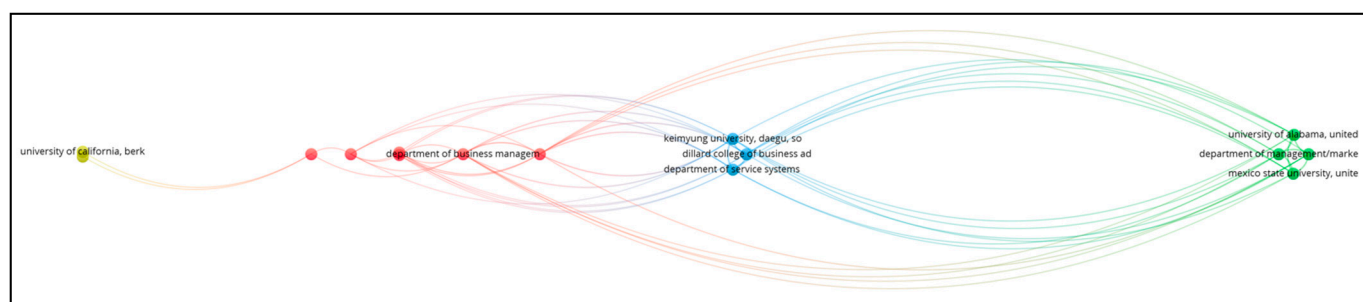 university of california, berk
department of business managem
keimyung university, daegu, so
dillard college of business ad
department of service systems
university of alabama, united
department of management/marke
mexico state university, unite